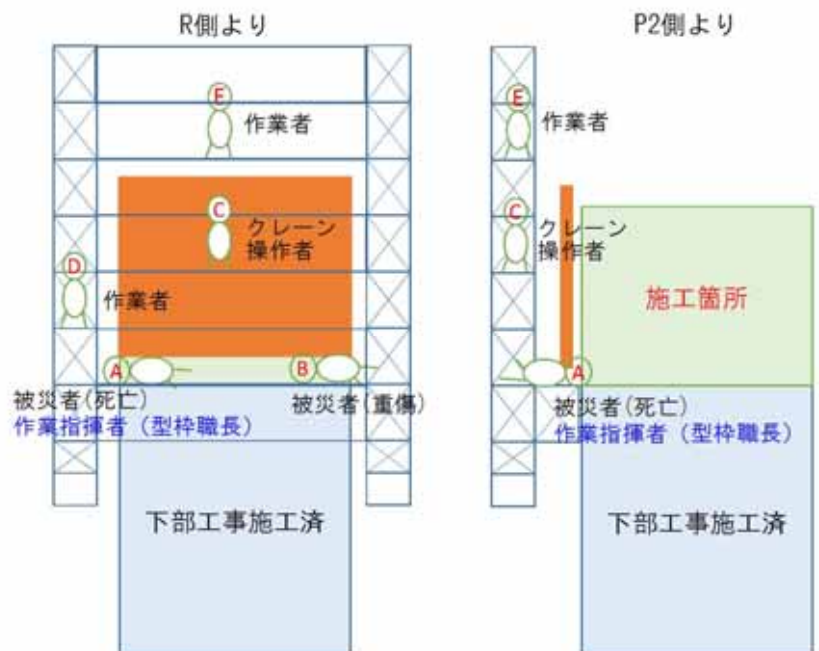 R側より
E
作業者
C
クレーン
操作者
D
作業者
A
B
被災者(死亡)
作業指揮者（型枠職長）
被災者(重傷)
下部工事施工済
P2側より
E
作業者
C
クレーン
操作者
施工箇所
A
被災者(死亡)
作業指揮者（型枠職長）
下部工事施工済